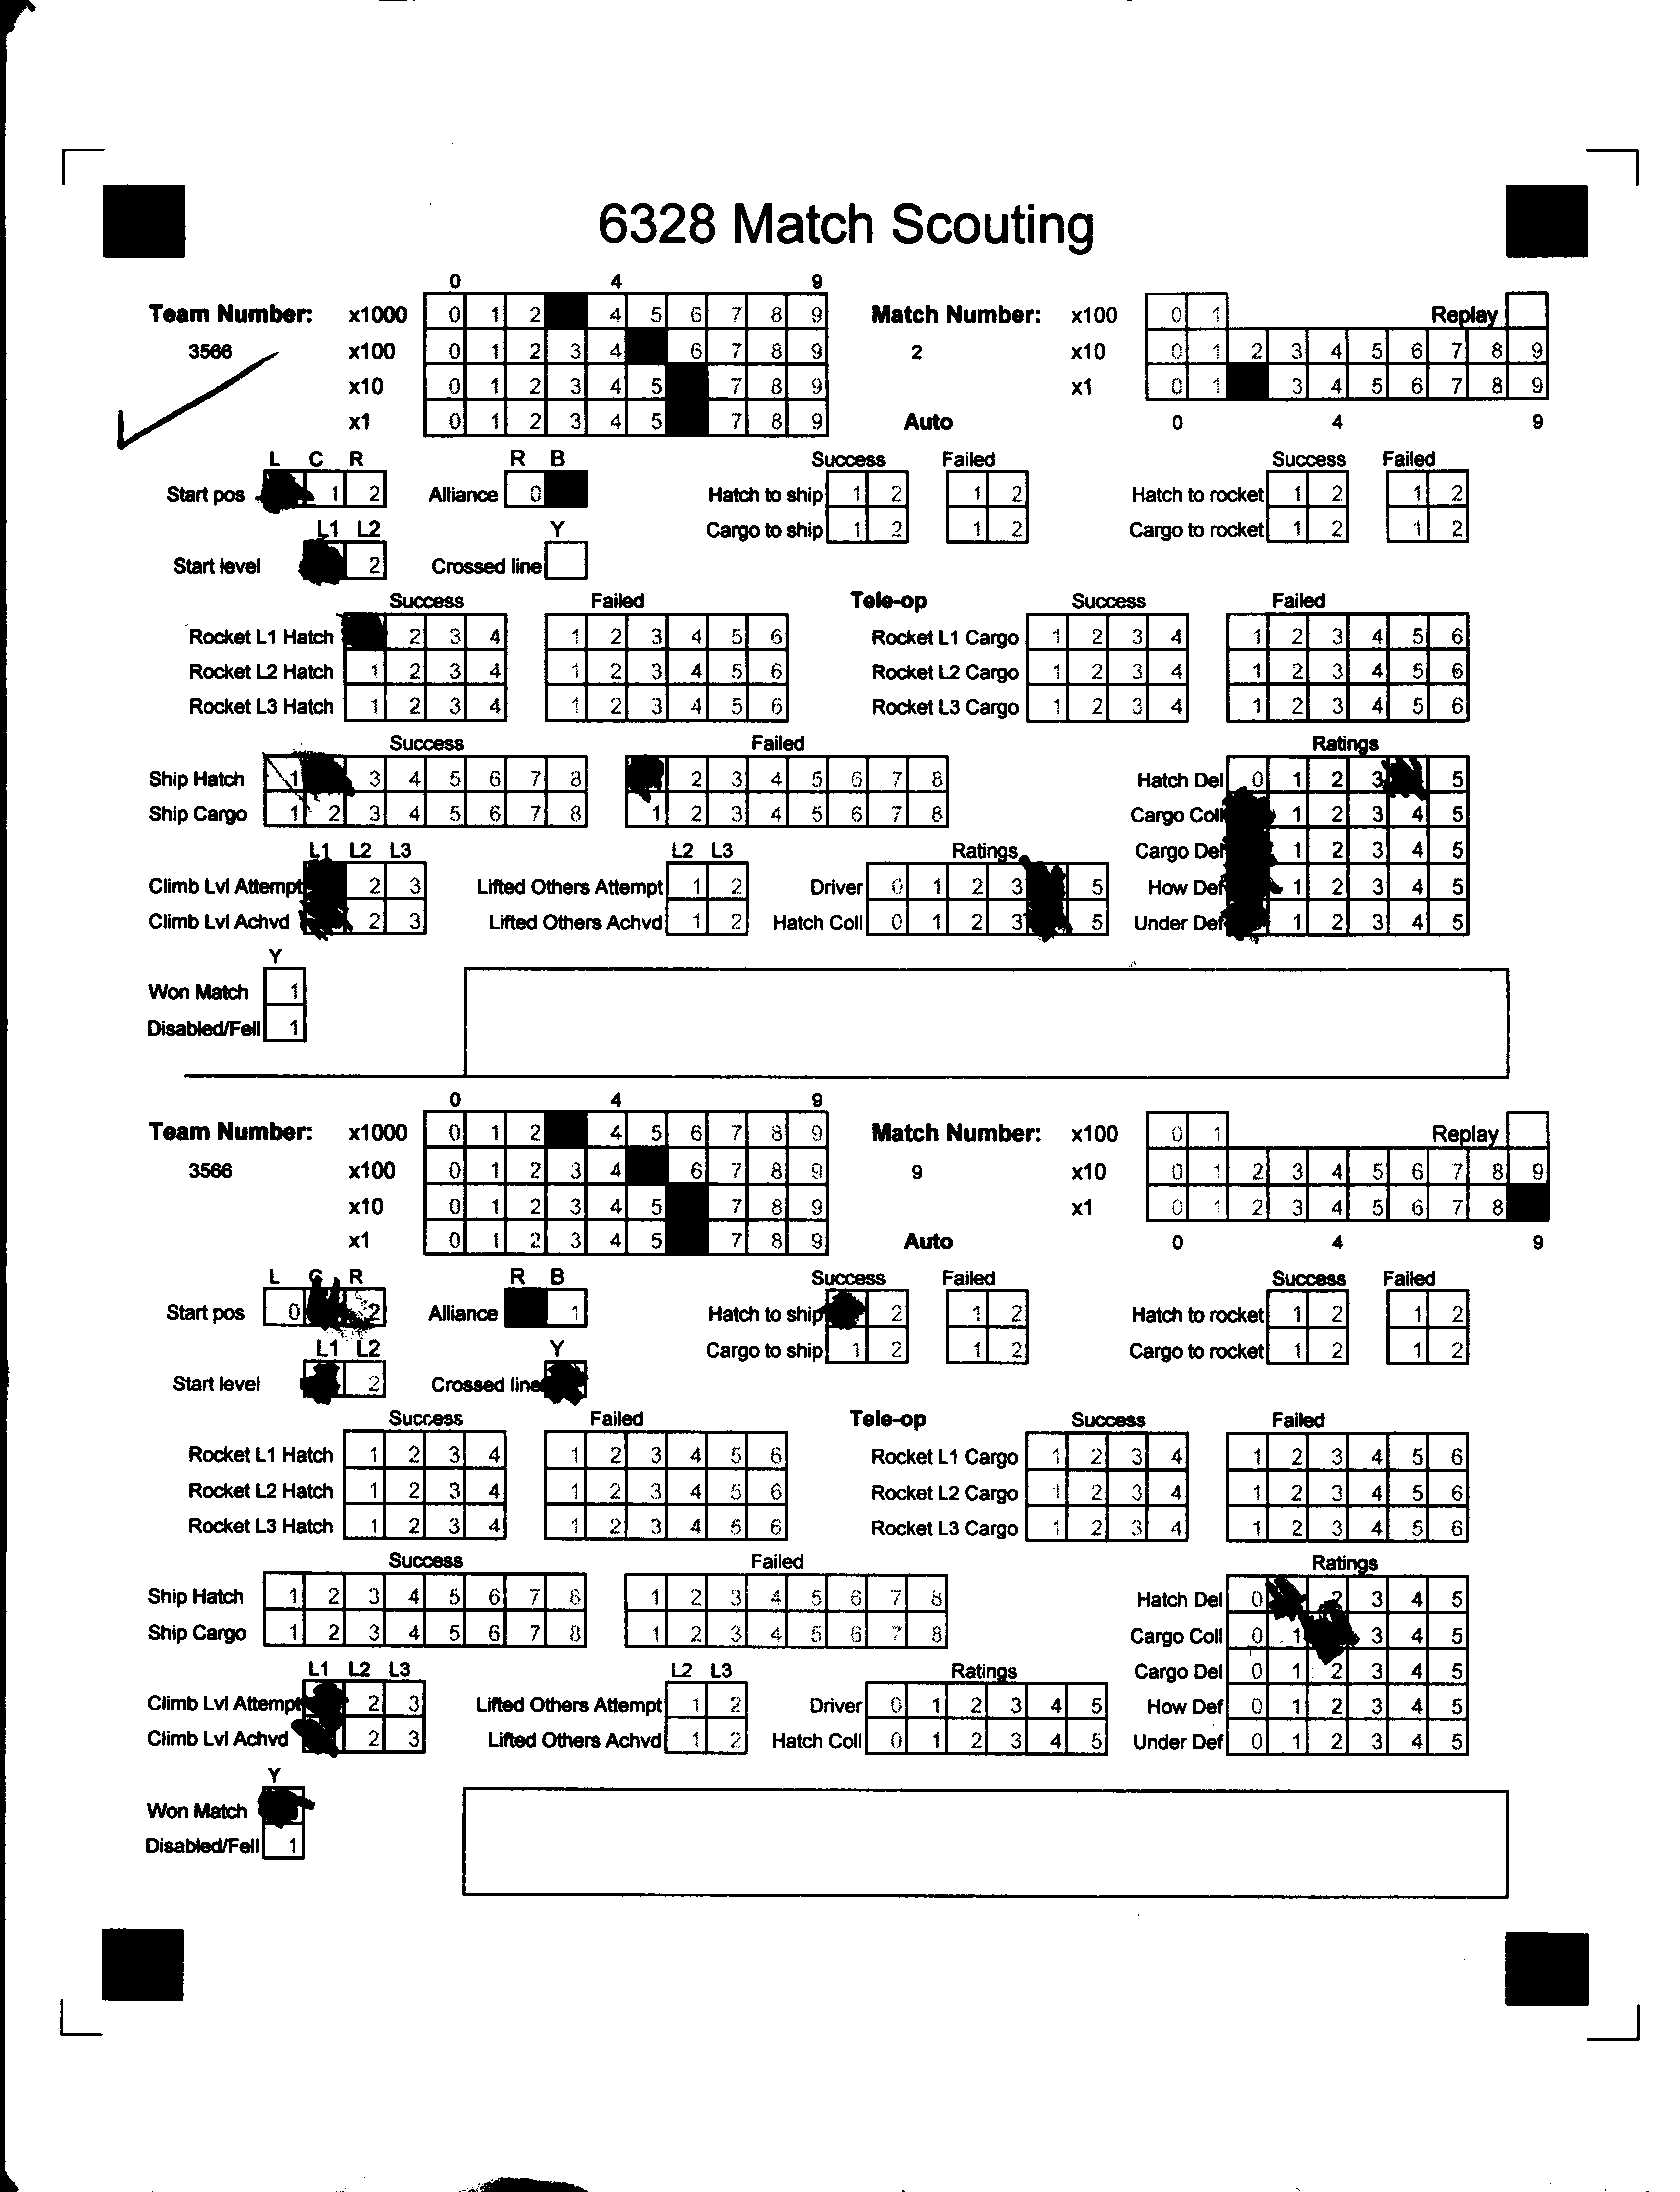 6328 Match Scouting
0 4 9
Team Number: x1000 0 1 2 4 5 6 7 8 9 Match Number: x100 0 1 Replay
3566 x100 0 1 2 3 4 6 7 8 9 2 x10 0 1 2 3 4 5 6 7 8 9
x10 0 1 2 3 4 5 7 8 9 x1 0 1 3 4 5 6 7 8 9
x1 0 1 2 3 4 5 7 8 9 Auto 0 4 9
L C R R B Success Failed Success Failed
Start pos 1 2 Alliance 0 Hatch to ship 1 2 1 2 Hatch to rocket 1 2 1 2
L1 L2 Y Cargo to ship 1 2 1 2 Cargo to rocket 1 2 1 2
Start level 2 Crossed line
Success Failed Tele-op Success Failed
Rocket L1 Hatch 2 3 4 1 2 3 4 5 6 Rocket L1 Cargo 1 2 3 4 1 2 3 4 5 6
Rocket L2 Hatch 1 2 3 4 1 2 3 4 5 6 Rocket L2 Cargo 1 2 3 4 1 2 3 4 5 6
Rocket L3 Hatch 1 2 3 4 1 2 3 4 5 6 Rocket L3 Cargo 1 2 3 4 1 2 3 4 5 6
Success Failed Ratings
Ship Hatch 1 3 4 5 6 7 8 2 3 4 5 6 7 8 Hatch Del 0 1 2 3 5
Ship Cargo 1 2 3 4 5 6 7 8 1 2 3 4 5 6 7 8 Cargo Coll 1 2 3 4 5
L1 L2 L3 L2 L3 Ratings Cargo Del 1 2 3 4 5
Climb Lvl Attempt 2 3 Lifted Others Attempt 1 2 Driver 0 1 2 3 5 How Def 1 2 3 4 5
Climb Lvl Achvd 2 3 Lifted Others Achvd 1 2 Hatch Coll 0 1 2 3 5 Under Def 1 2 3 4 5
Y
Won Match 1
Disabled/Fell 1
0 4 9
Team Number: x1000 0 1 2 4 5 6 7 8 9 Match Number: x100 0 1 Replay
3566 x100 0 1 2 3 4 6 7 8 9 9 x10 0 1 2 3 4 5 6 7 8 9
x10 0 1 2 3 4 5 7 8 9 x1 0 1 2 3 4 5 6 7 8
x1 0 1 2 3 4 5 7 8 9 Auto 0 4 9
L C R R B Success Failed Success Failed
Start pos 0 2 Alliance 1 Hatch to ship 2 1 2 Hatch to rocket 1 2 1 2
L1 L2 Y Cargo to ship 1 2 1 2 Cargo to rocket 1 2 1 2
Start level 2 Crossed line
Success Failed Tele-op Success Failed
Rocket L1 Hatch 1 2 3 4 1 2 3 4 5 6 Rocket L1 Cargo 1 2 3 4 1 2 3 4 5 6
Rocket L2 Hatch 1 2 3 4 1 2 3 4 5 6 Rocket L2 Cargo 1 2 3 4 1 2 3 4 5 6
Rocket L3 Hatch 1 2 3 4 1 2 3 4 5 6 Rocket L3 Cargo 1 2 3 4 1 2 3 4 5 6
Success Failed Ratings
Ship Hatch 1 2 3 4 5 6 7 8 1 2 3 4 5 6 7 8 Hatch Del 0 2 3 4 5
Ship Cargo 1 2 3 4 5 6 7 8 1 2 3 4 5 6 7 8 Cargo Coll 0 1 3 4 5
L1 L2 L3 L2 L3 Ratings Cargo Del 0 1 2 3 4 5
Climb Lvl Attempt 2 3 Lifted Others Attempt 1 2 Driver 0 1 2 3 4 5 How Def 0 1 2 3 4 5
Climb Lvl Achvd 2 3 Lifted Others Achvd 1 2 Hatch Coll 0 1 2 3 4 5 Under Def 0 1 2 3 4 5
Y
Won Match
Disabled/Fell 1